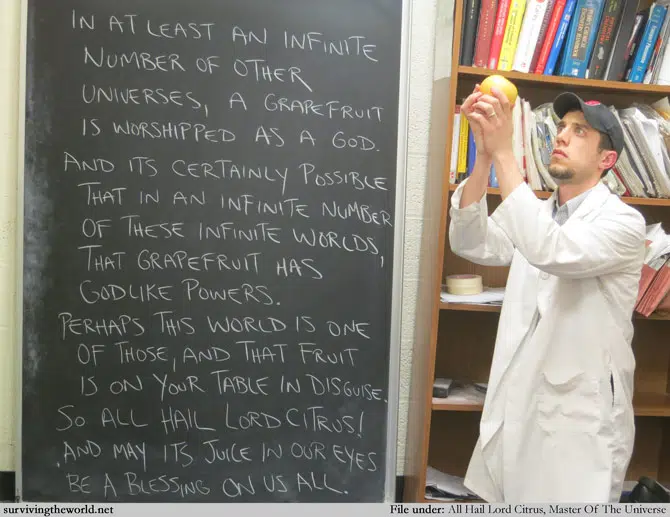 IN AT LEAST AN INFINITE
NUMBER OF OTHER
UNIVERSES, A GRAPEFRUIT
IS WORSHIPPED AS A GOD.
AND ITS CERTAINLY POSSIBLE
THAT IN AN INFINITE NUMBER
OF THESE INFINITE WORLDS,
THAT GRAPEFRUIT HAS
GODLIKE POWERS.
PERHAPS THIS WORLD IS ONE
OF THOSE, AND THAT FRUIT
IS ON YOUR TABLE IN DISGUISE.
SO ALL HAIL LORD CITRUS!
AND MAY ITS JUICE IN OUR EYES
BE A BLESSING ON US ALL.
survivingtheworld.net
File under: All Hail Lord Citrus, Master Of The Universe